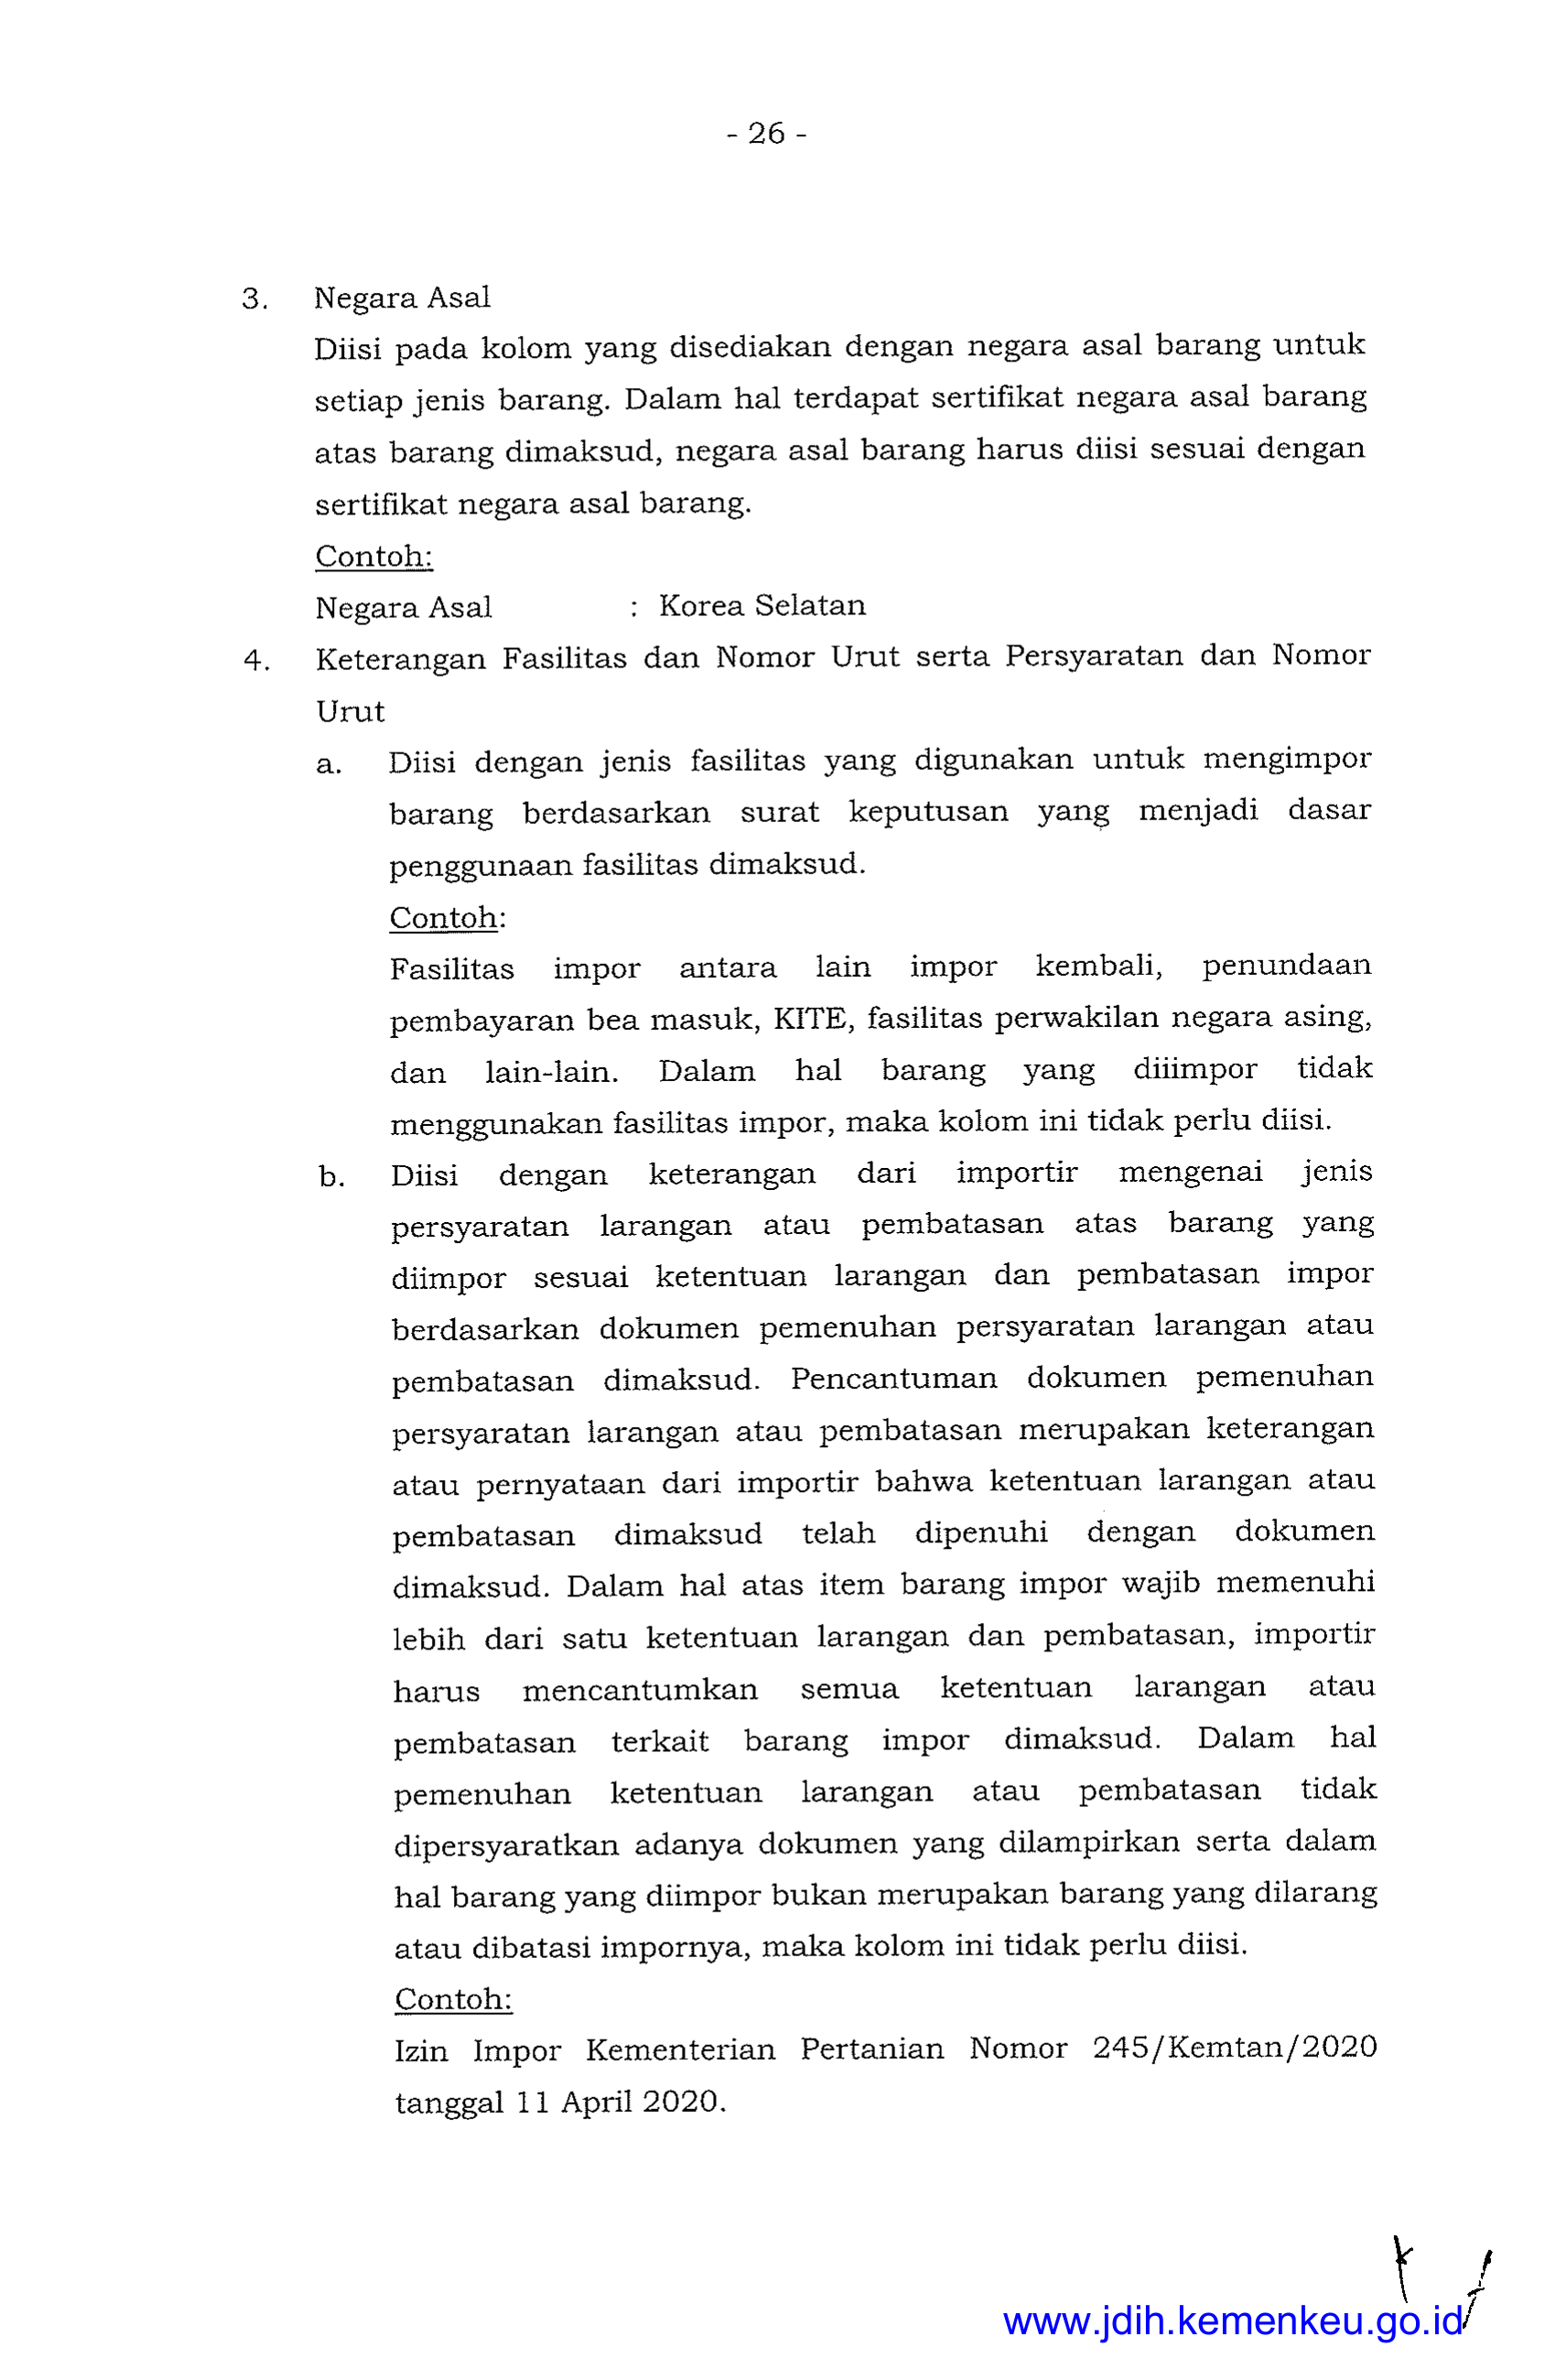 - 26 -
3. Negara Asal
Diisi pada kolom yang disediakan dengan negara asal barang untuk
setiap jenis barang. Dalam hal terdapat sertifikat negara asal barang
atas barang dimaksud, negara asal barang harus diisi sesuai dengan
sertifikat negara asal barang.
Contoh:
Negara Asal : Korea Selatan
4. Keterangan Fasilitas dan Nomor Urut serta Persyaratan dan Nomor
Urut
a. Diisi dengan jenis fasilitas yang digunakan untuk mengimpor
barang berdasarkan surat keputusan yang menjadi dasar
penggunaan fasilitas dimaksud.
Contoh:
Fasilitas impor antara lain impor kembali, penundaan
pembayaran bea masuk, KITE, fasilitas perwakilan negara asing,
dan lain-lain. Dalam hal barang yang diiimpor tidak
menggunakan fasilitas impor, maka kolom ini tidak perlu diisi.
b. Diisi dengan keterangan dari importir mengenai jenis
persyaratan larangan atau pembatasan atas barang yang
diimpor sesuai ketentuan larangan dan pembatasan impor
berdasarkan dokumen pemenuhan persyaratan larangan atau
pembatasan dimaksud. Pencantuman dokumen pemenuhan
persyaratan larangan atau pembatasan merupakan keterangan
atau pernyataan dari importir bahwa ketentuan larangan atau
pembatasan dimaksud telah dipenuhi dengan dokumen
dimaksud. Dalam hal atas item barang impor wajib memenuhi
lebih dari satu ketentuan larangan dan pembatasan, importir
harus mencantumkan semua ketentuan larangan atau
pembatasan terkait barang impor dimaksud. Dalam hal
pemenuhan ketentuan larangan atau pembatasan tidak
dipersyaratkan adanya dokumen yang dilampirkan serta dalam
hal barang yang diimpor bukan merupakan barang yang dilarang
atau dibatasi impornya, maka kolom ini tidak perlu diisi.
Contoh:
Izin Impor Kementerian Pertanian Nomor 245/Kemtan/2020
tanggal 11 April 2020.
www.jdih.kemenkeu.go.id